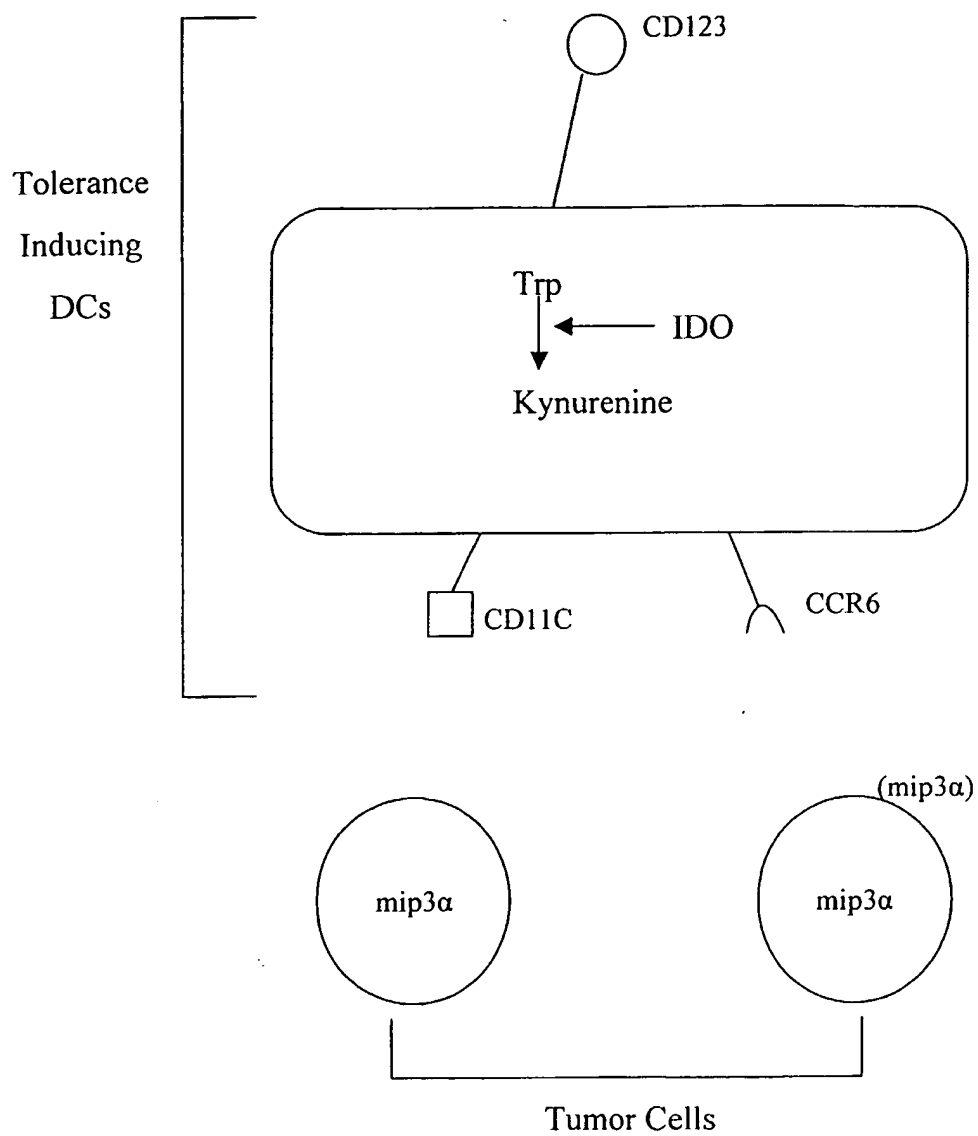 CD123
Tolerance
Inducing
DCs
Trp
IDO
Kynurenine
CD11C
CCR6
(mip3α)
mip3α
mip3α
Tumor Cells